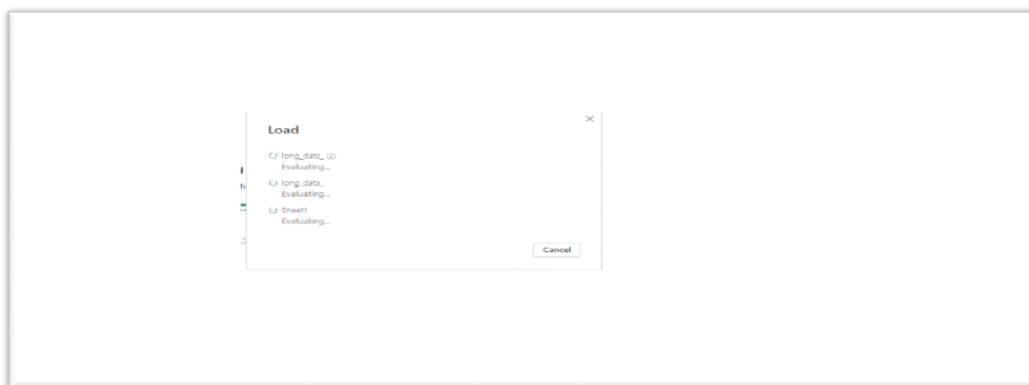 Load
long_data_ (2)
Evaluating...
long_data_
Evaluating...
Sheet1
Evaluating...
Cancel